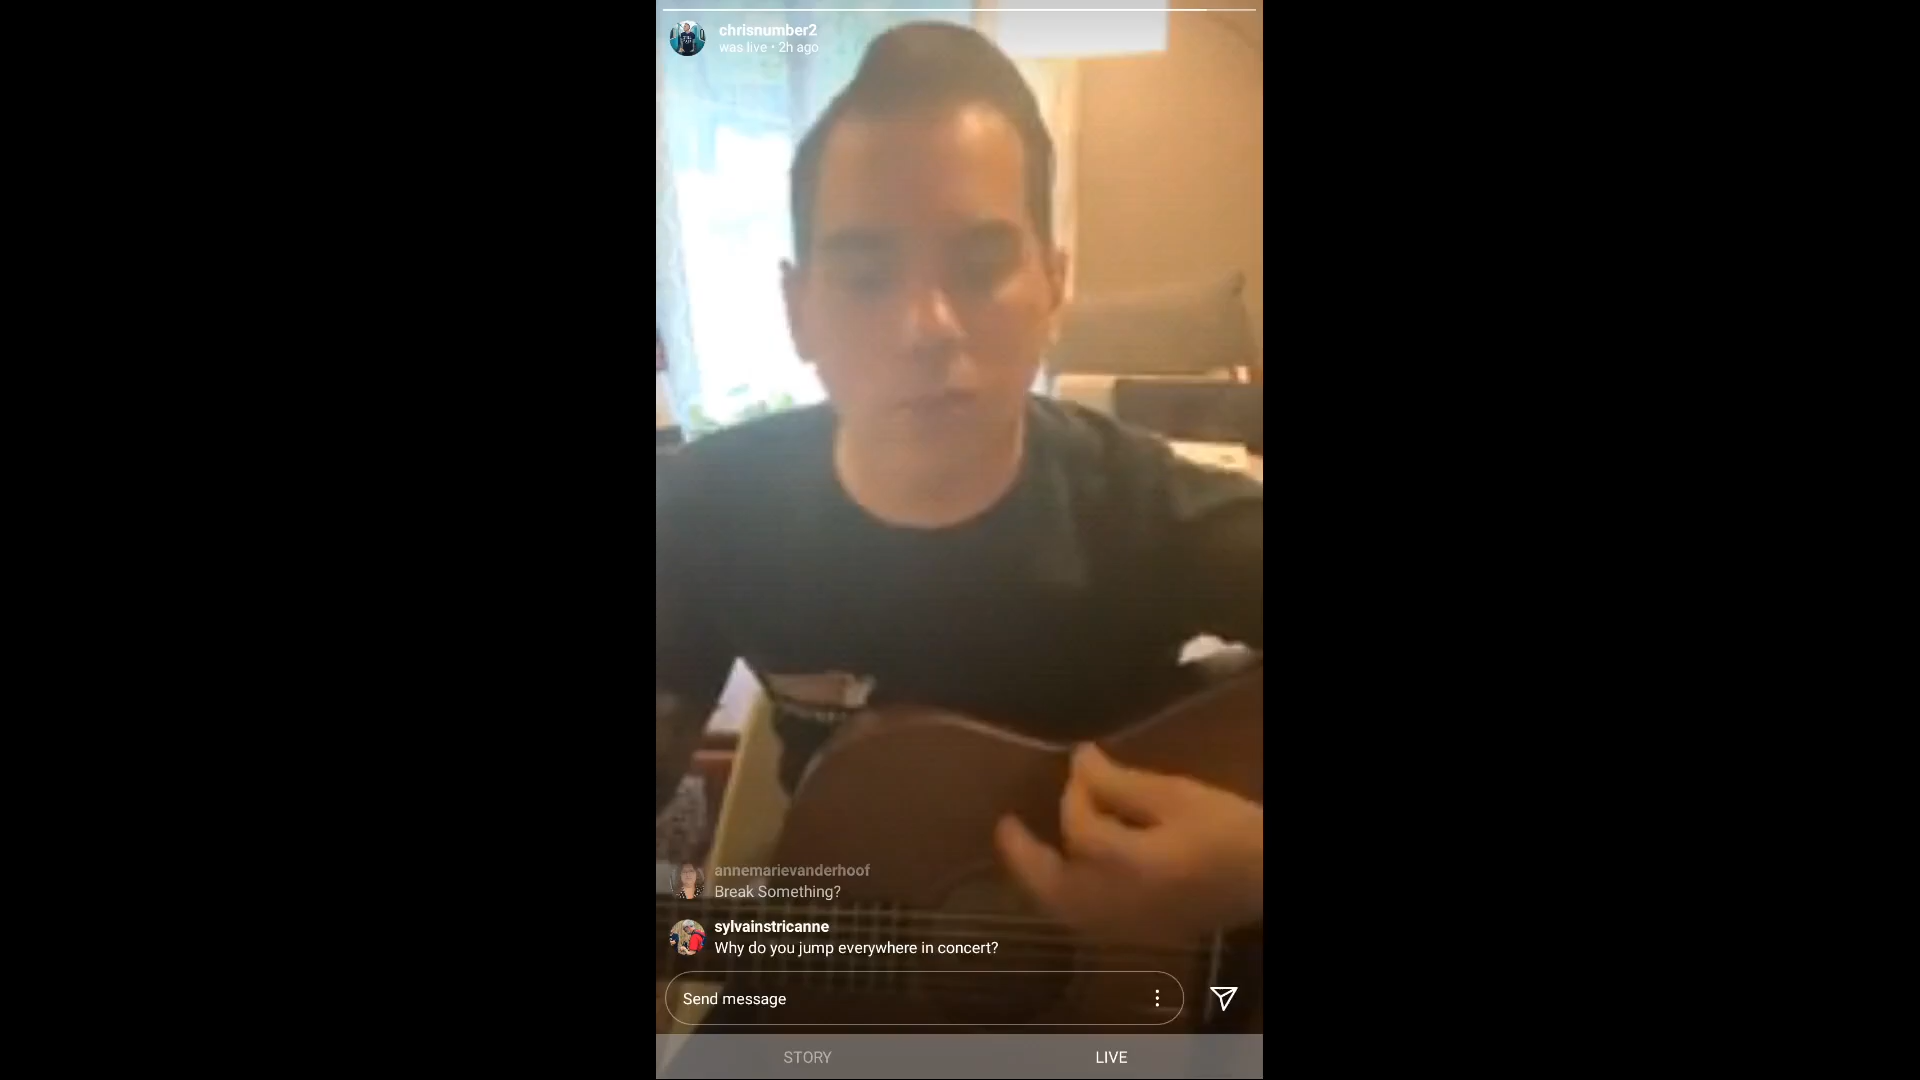 chrisnumber2
was live • 2h ago
annemarievanderhoof
Break Something?
sylvainstricanne
Why do you jump everywhere in concert?
Send message
STORY
LIVE